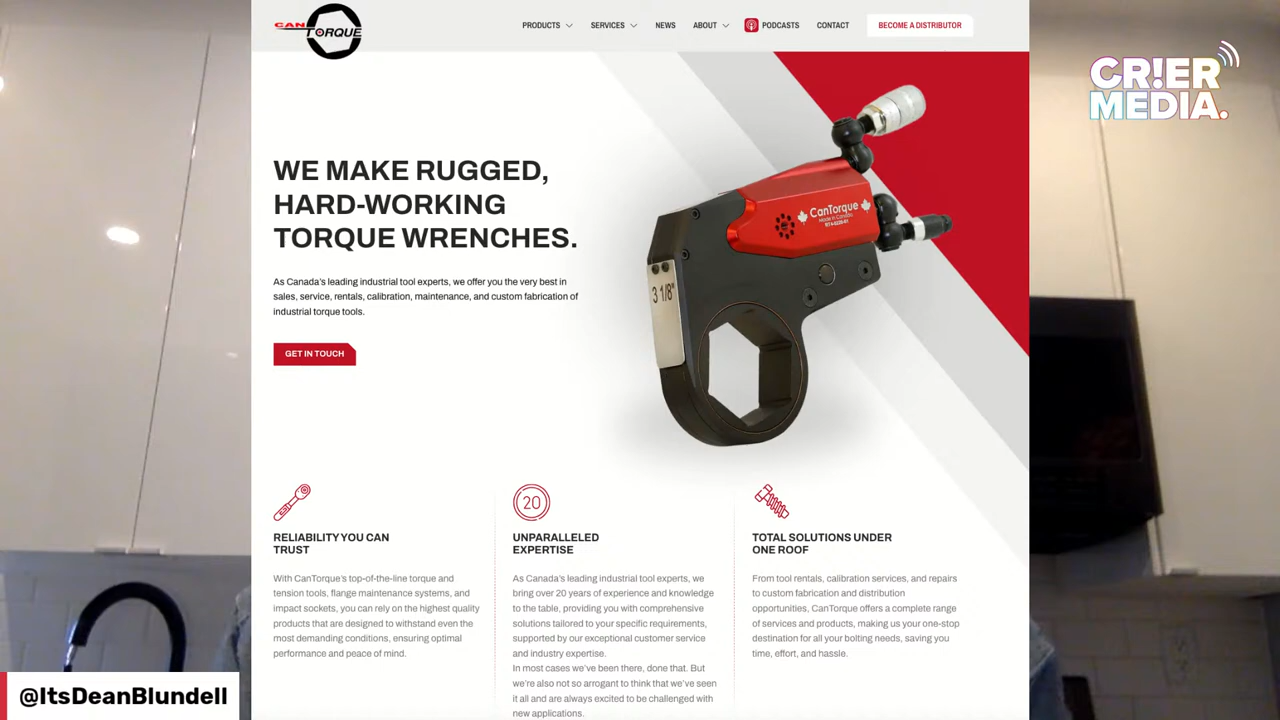 CAN
TORQUE
PRODUCTS
SERVICES
NEWS
ABOUT
PODCASTS
CONTACT
BECOME A DISTRIBUTOR
CR!ER
MEDIA.
WE MAKE RUGGED,
HARD-WORKING
TORQUE WRENCHES.
As Canada's leading industrial tool experts, we offer you the very best in
sales, service, rentals, calibration, maintenance, and custom fabrication of
industrial torque tools.
GET IN TOUCH
CanTorque
Made in Canada
3 1/8"
RELIABILITY YOU CAN
TRUST
With CanTorque's top-of-the-line torque and
tension tools, flange maintenance systems, and
impact sockets, you can rely on the highest quality
products that are designed to withstand even the
most demanding conditions, ensuring optimal
performance and peace of mind.
20
UNPARALLELED
EXPERTISE
As Canada's leading industrial tool experts, we
bring over 20 years of experience and knowledge
to the table, providing you with comprehensive
solutions tailored to your specific requirements,
supported by our exceptional customer service
and industry expertise.
In most cases we've been there, done that. But
we're also not so arrogant to think that we've seen
it all and are always excited to be challenged with
new applications.
TOTAL SOLUTIONS UNDER
ONE ROOF
From tool rentals, calibration services, and repairs
to custom fabrication and distribution
opportunities, CanTorque offers a complete range
of services and products, making us your one-stop
destination for all your bolting needs, saving you
time, effort, and hassle.
@ItsDeanBlundell